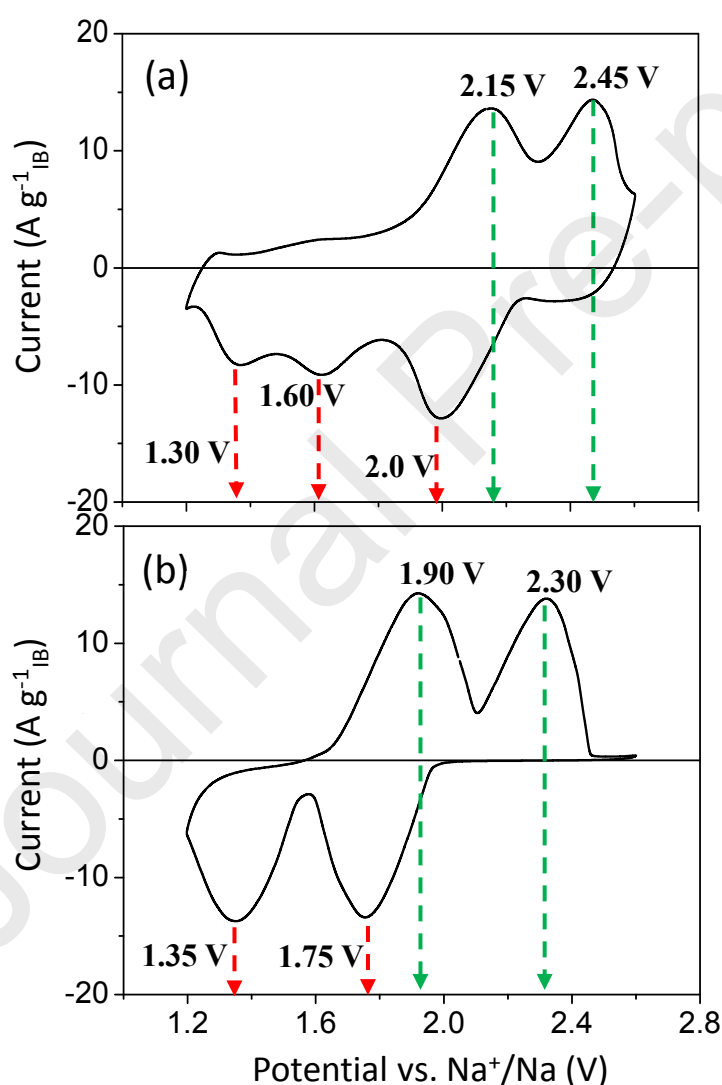 20
(a)
2.15 V
2.45 V
10
0
Current (A g⁻¹IB)
-10
1.60 V
1.30 V
2.0 V
-20
20
(b)
1.90 V
2.30 V
10
0
Current (A g⁻¹IB)
-10
1.35 V
1.75 V
-20
1.2 1.6 2.0 2.4 2.8
Potential vs. Na⁺/Na (V)
Journal Pre-p